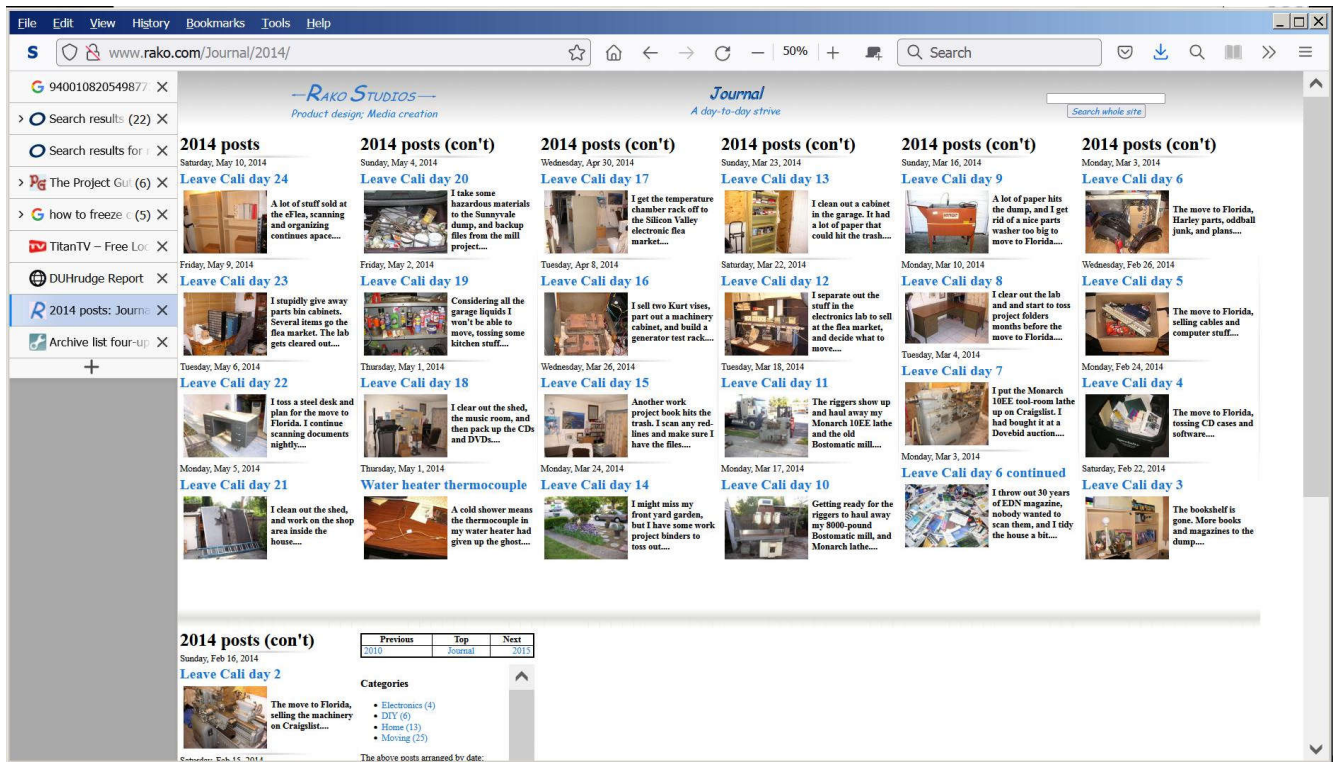 File Edit View History Bookmarks Tools Help
www.rako.com/Journal/2014/
50%
Search
940010820549877
Search results (22)
Search results for
The Project Gut (6)
how to freeze (5)
TitanTV – Free Loc
DUHrudge Report
2014 posts: Journa
Archive list four-up
RAKO STUDIOS
Product design; Media creation
Journal
A day-to-day strive
Search whole site
2014 posts
Saturday, May 10, 2014
Leave Cali day 24
A lot of stuff sold at
the eFlea, scanning
and organizing
continues apace....
Friday, May 9, 2014
Leave Cali day 23
I stupidly give away
parts bin cabinets.
Several items go the
flea market. The lab
gets cleared out....
Tuesday, May 6, 2014
Leave Cali day 22
I toss a steel desk and
plan for the move to
Florida. I continue
scanning documents
nightly....
Monday, May 5, 2014
Leave Cali day 21
I clean out the shed,
and work on the shop
area inside the
house....
2014 posts (con't)
Sunday, May 4, 2014
Leave Cali day 20
I take some
hazardous materials
to the Sunnyvale
dump, and backup
files from the mill
project....
Friday, May 2, 2014
Leave Cali day 19
Considering all the
garage liquids I
won't be able to
move, tossing some
kitchen stuff....
Thursday, May 1, 2014
Leave Cali day 18
I clear out the shed,
the music room, and
then pack up the CDs
and DVDs....
Thursday, May 1, 2014
Water heater thermocouple
A cold shower means
the thermocouple in
my water heater had
given up the ghost....
2014 posts (con't)
Wednesday, Apr 30, 2014
Leave Cali day 17
I get the temperature
chamber rack off to
the Silicon Valley
electronic flea
market....
Tuesday, Apr 8, 2014
Leave Cali day 16
I sell two Kurt vises,
part out a machinery
cabinet, and build a
generator test rack....
Wednesday, Mar 26, 2014
Leave Cali day 15
Another work
project book hits the
trash. I scan any red-
lines and make sure I
have the files....
Monday, Mar 24, 2014
Leave Cali day 14
I might miss my
front yard garden,
but I have some work
project binders to
toss out....
2014 posts (con't)
Sunday, Mar 23, 2014
Leave Cali day 13
I clean out a cabinet
in the garage. It had
a lot of paper that
could hit the trash....
Saturday, Mar 22, 2014
Leave Cali day 12
I separate out the
stuff in the
electronics lab to sell
at the flea market,
and decide what to
move....
Tuesday, Mar 18, 2014
Leave Cali day 11
The riggers show up
and haul away my
Monarch 10EE lathe
and the old
Bostomatic mill....
Monday, Mar 17, 2014
Leave Cali day 10
Getting ready for the
riggers to haul away
my 8000-pound
Bostomatic mill, and
Monarch lathe....
2014 posts (con't)
Sunday, Mar 16, 2014
Leave Cali day 9
A lot of paper hits
the dump, and I get
rid of a nice parts
washer too big to
move to Florida....
Monday, Mar 10, 2014
Leave Cali day 8
I clear out the lab
and and start to toss
project folders
months before the
move to Florida....
Tuesday, Mar 4, 2014
Leave Cali day 7
I put the Monarch
10EE tool-room lathe
up on Craigslist. I
had bought it at a
Dovebid auction....
Monday, Mar 3, 2014
Leave Cali day 6 continued
I throw out 30 years
of EDN magazine,
nobody wanted to
scan them, and I tidy
the house a bit....
2014 posts (con't)
Monday, Mar 3, 2014
Leave Cali day 6
The move to Florida,
Harley parts, oddball
junk, and plans....
Wednesday, Feb 26, 2014
Leave Cali day 5
The move to Florida,
selling cables and
computer stuff....
Monday, Feb 24, 2014
Leave Cali day 4
The move to Florida,
tossing CD cases and
software....
Saturday, Feb 22, 2014
Leave Cali day 3
The bookshelf is
gone. More books
and magazines to the
dump....
2014 posts (con't)
Sunday, Feb 16, 2014
Leave Cali day 2
The move to Florida,
selling the machinery
on Craigslist....
Saturday, Feb 15, 2014
Previous Top Next
2010 Journal 2015
Categories
Electronics (4)
DIY (6)
Home (13)
Moving (25)
The above posts arranged by date: